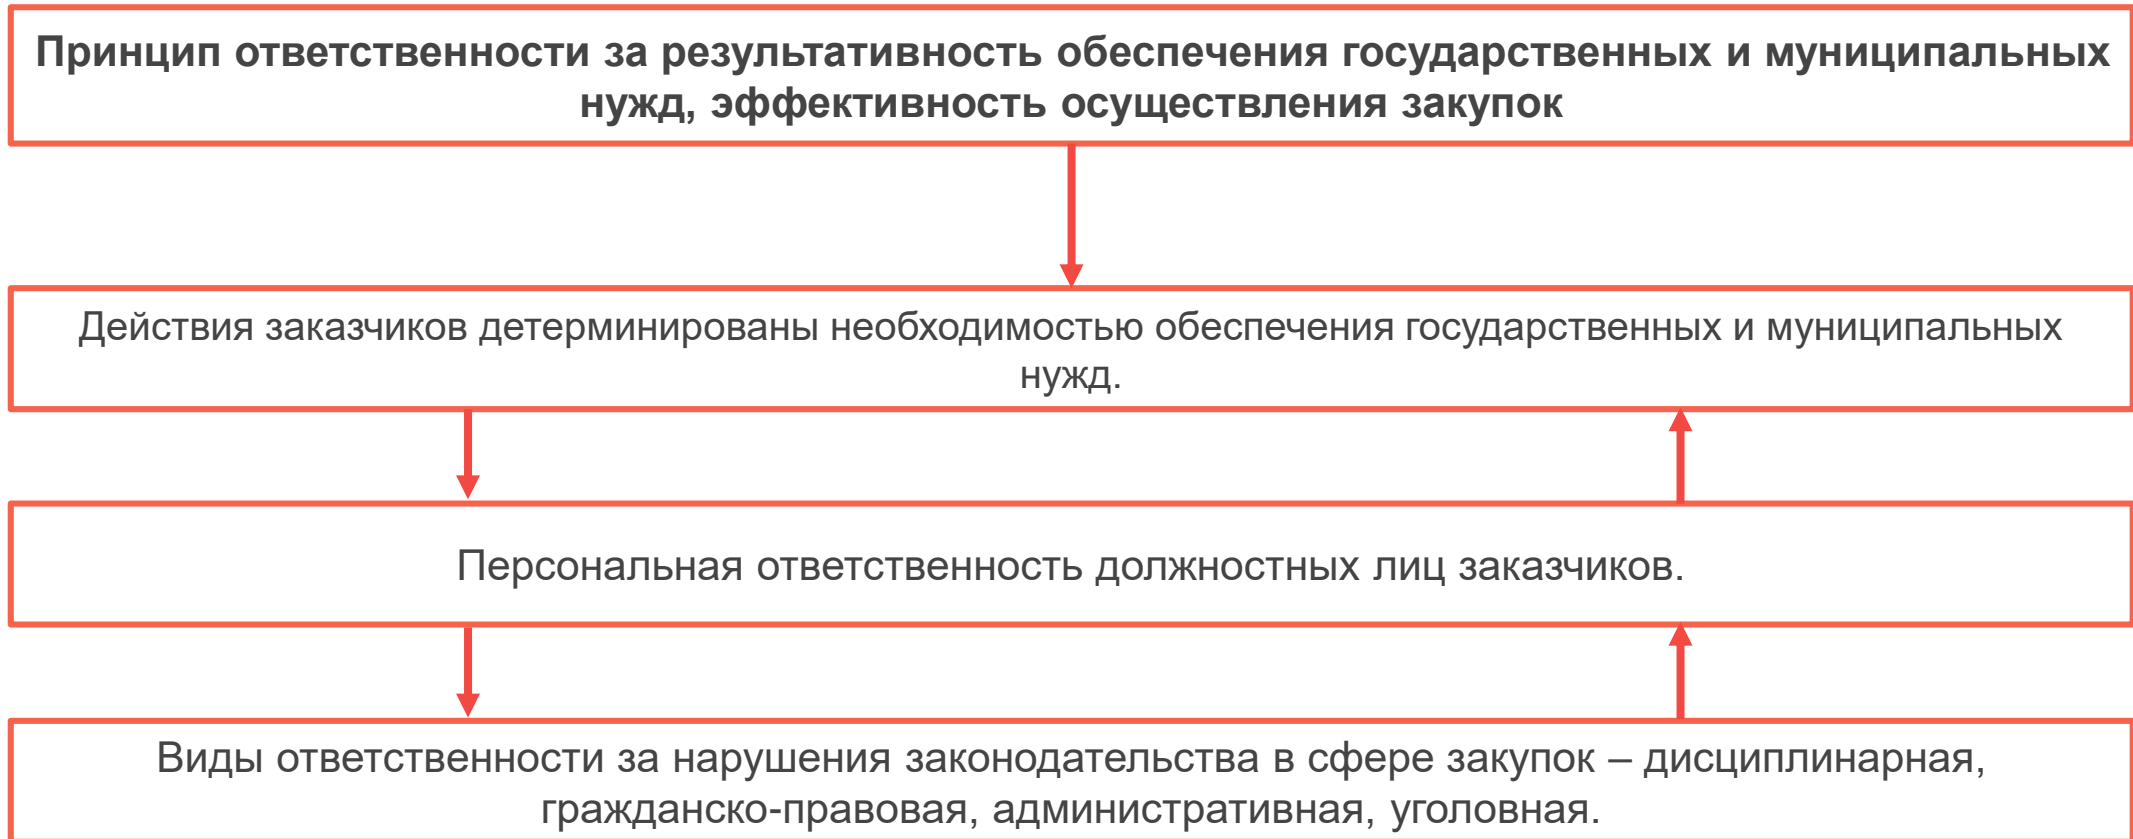 Принцип ответственности за результативность обеспечения государственных и муниципальных
нужд, эффективность осуществления закупок
Действия заказчиков детерминированы необходимостью обеспечения государственных и муниципальных
нужд.
Персональная ответственность должностных лиц заказчиков.
Виды ответственности за нарушения законодательства в сфере закупок – дисциплинарная,
гражданско-правовая, административная, уголовная.